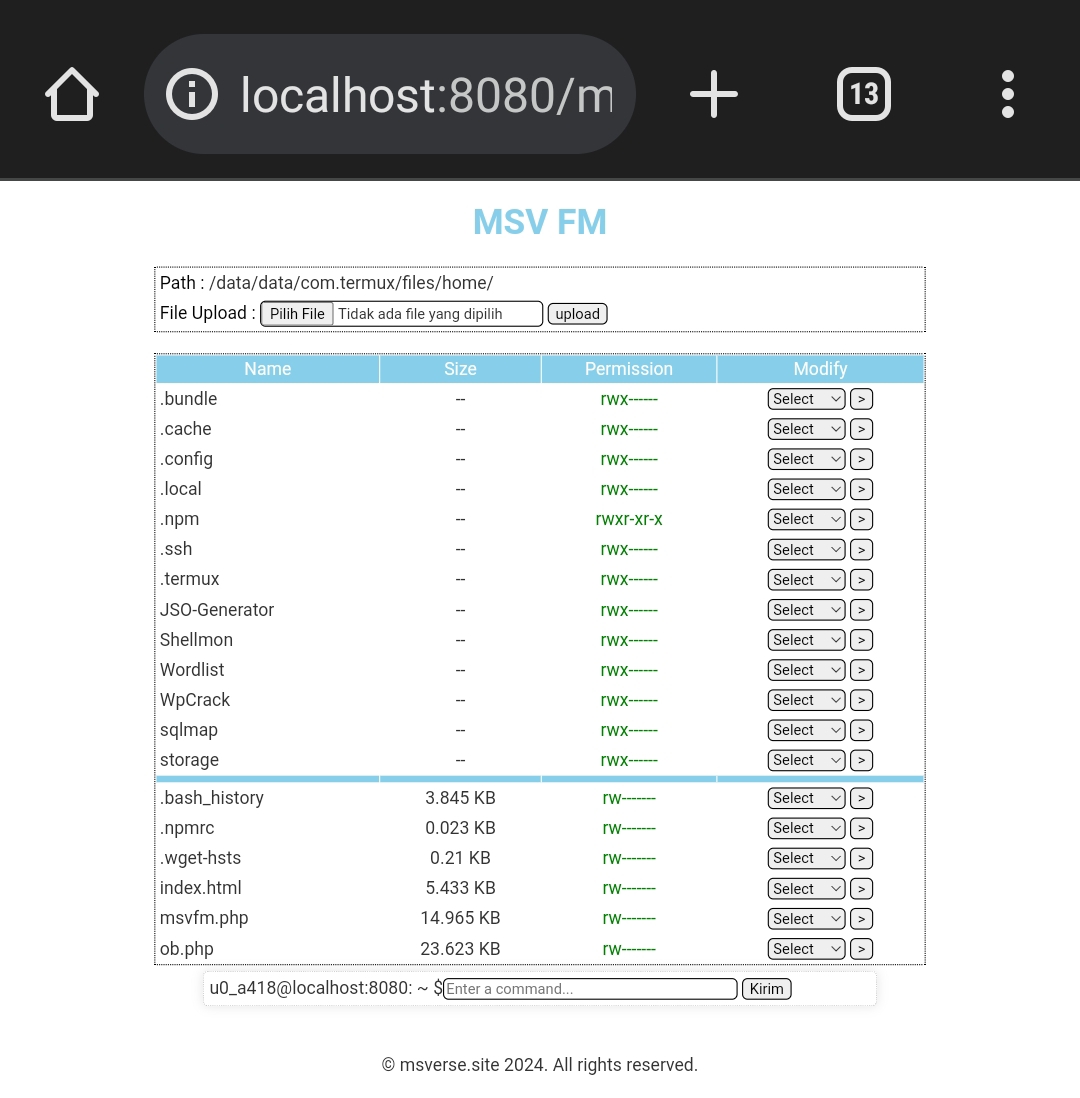 localhost:8080/m
13
MSV FM
Path : /data/data/com.termux/files/home/
File Upload : Pilih File Tidak ada file yang dipilih upload
Name Size Permission Modify
.bundle -- rwx------ Select >
.cache -- rwx------ Select >
.config -- rwx------ Select >
.local -- rwx------ Select >
.npm -- rwxr-xr-x Select >
.ssh -- rwx------ Select >
.termux -- rwx------ Select >
JSO-Generator -- rwx------ Select >
Shellmon -- rwx------ Select >
Wordlist -- rwx------ Select >
WpCrack -- rwx------ Select >
sqlmap -- rwx------ Select >
storage -- rwx------ Select >
.bash_history 3.845 KB rw------- Select >
.npmrc 0.023 KB rw------- Select >
.wget-hsts 0.21 KB rw------- Select >
index.html 5.433 KB rw------- Select >
msvfm.php 14.965 KB rw------- Select >
ob.php 23.623 KB rw------- Select >
u0_a418@localhost:8080: ~ $ Enter a command... Kirim
© msverse.site 2024. All rights reserved.